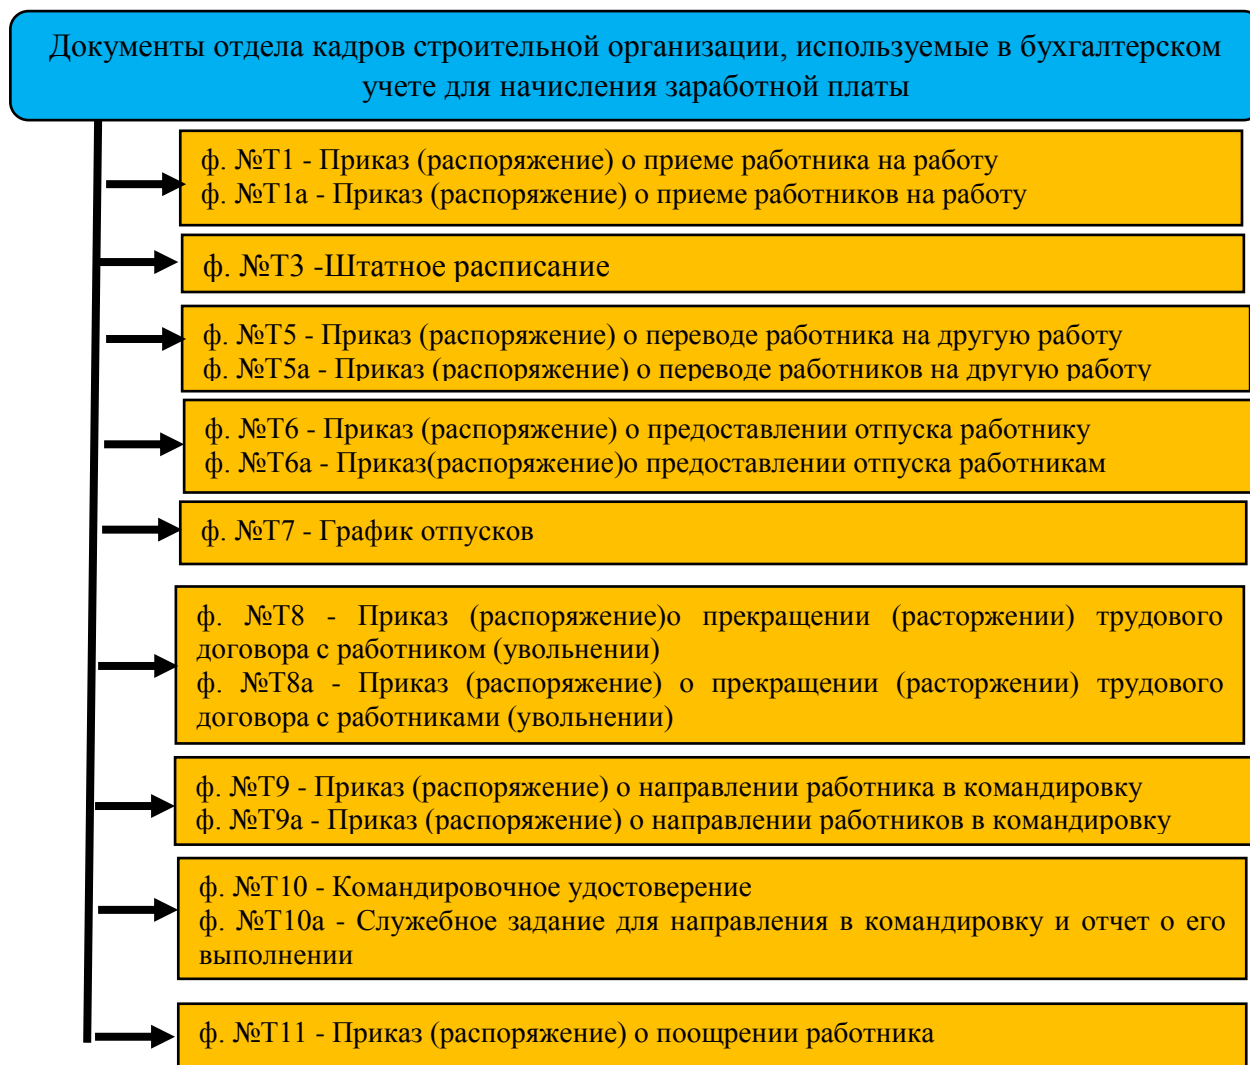 Документы отдела кадров строительной организации, используемые в бухгалтерском
учете для начисления заработной платы
ф. №Т1 - Приказ (распоряжение) о приеме работника на работу
ф. №Т1а - Приказ (распоряжение) о приеме работников на работу
ф. №Т3 -Штатное расписание
ф. №Т5 - Приказ (распоряжение) о переводе работника на другую работу
ф. №Т5а - Приказ (распоряжение) о переводе работников на другую работу
ф. №Т6 - Приказ (распоряжение) о предоставлении отпуска работнику
ф. №Т6а - Приказ(распоряжение)о предоставлении отпуска работникам
ф. №Т7 - График отпусков
ф. №Т8 - Приказ (распоряжение)о прекращении (расторжении) трудового
договора с работником (увольнении)
ф. №Т8а - Приказ (распоряжение) о прекращении (расторжении) трудового
договора с работниками (увольнении)
ф. №Т9 - Приказ (распоряжение) о направлении работника в командировку
ф. №Т9а - Приказ (распоряжение) о направлении работников в командировку
ф. №Т10 - Командировочное удостоверение
ф. №Т10а - Служебное задание для направления в командировку и отчет о его
выполнении
ф. №Т11 - Приказ (распоряжение) о поощрении работника